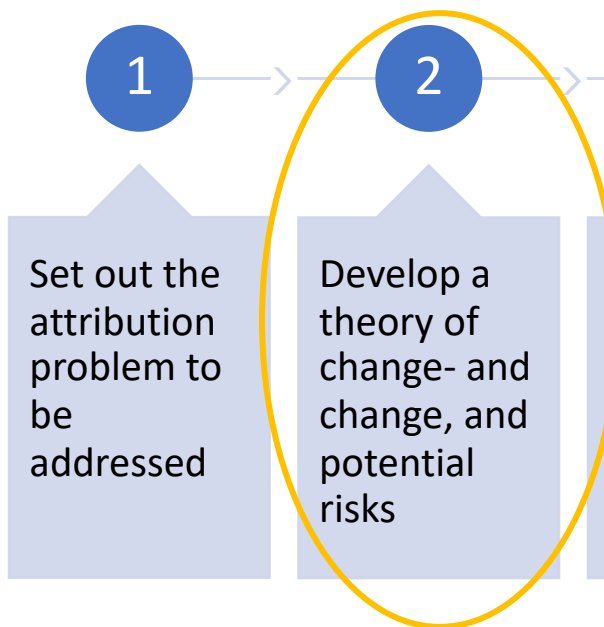 1
2
Set out the
attribution
problem to
be
addressed
Develop a
theory of
change- and
change, and
potential
risks